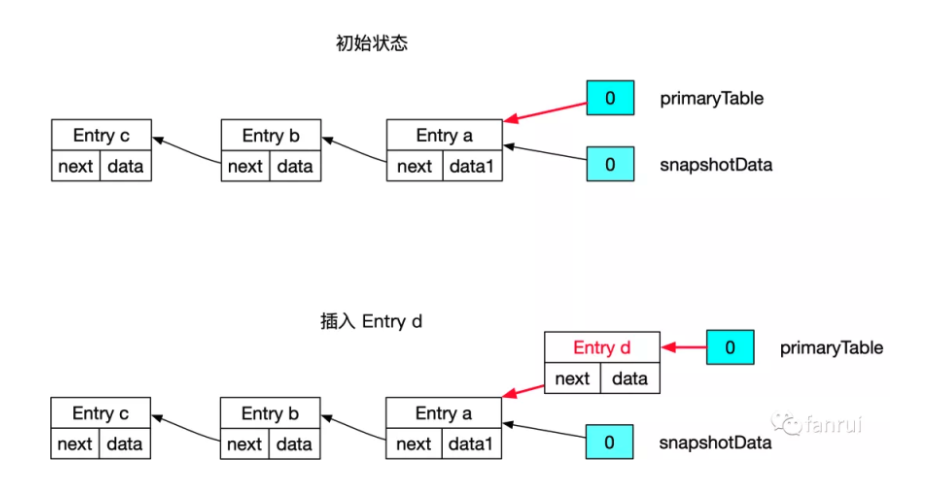 初始状态
0 primaryTable
Entry c Entry b Entry a
next data next data next data1
0 snapshotData
插入 Entry d
Entry d 0 primaryTable
next data
Entry c Entry b Entry a
next data next data next data1
0 snapshotData
fanrui